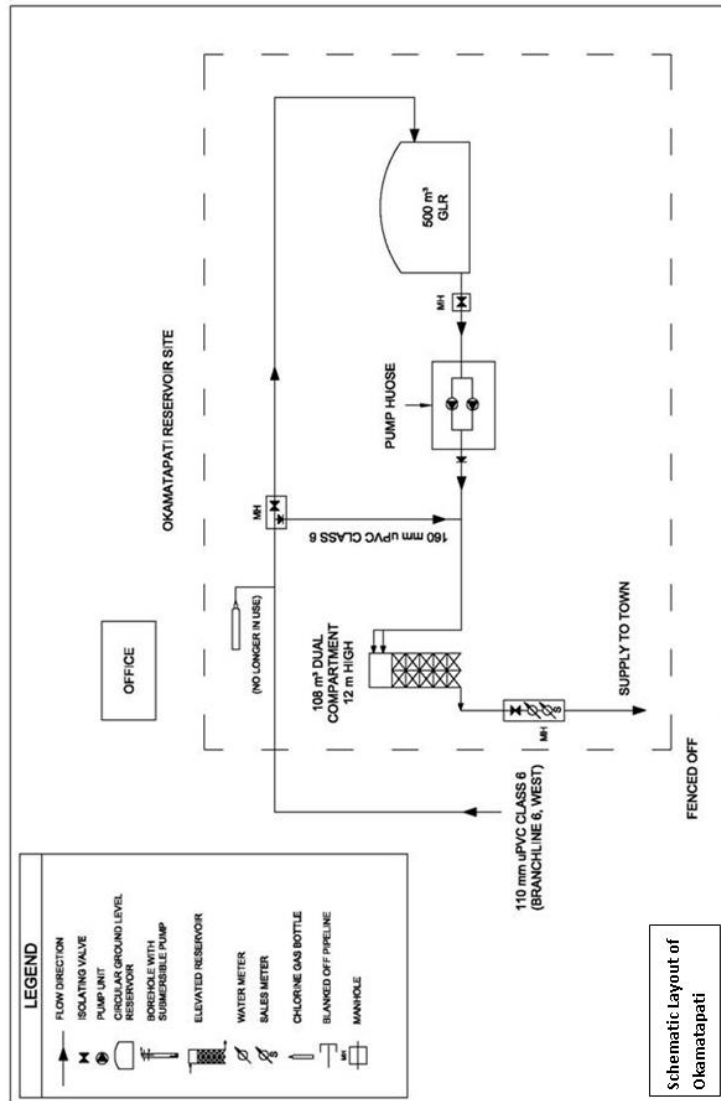 OKAMATAPATI RESERVOIR SITE
OFFICE
(NO LONGER IN USE)
MH
160 mm uPVC CLASS 6
500 m³
GLR
MH
PUMP HUOSE
108 m³ DUAL
COMPARTMENT
12 m HIGH
MH
S
SUPPLY TO TOWN
FENCED OFF
110 mm uPVC CLASS 6
(BRANCHLINE 6, WEST)
LEGEND
FLOW DIRECTION
ISOLATING VALVE
PUMP UNIT
CIRCULAR GROUND LEVEL
RESERVOIR
BOREHOLE WITH
SUBMERSIBLE PUMP
ELEVATED RESERVOIR
WATER METER
S
SALES METER
CHLORINE GAS BOTTLE
BLANKED OFF PIPELINE
MH
MANHOLE
Schematic Layout of
Okamatapati